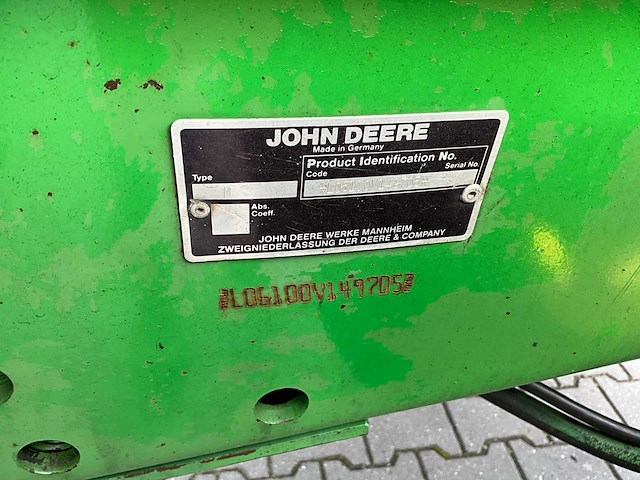 JOHN DEERE
Made in Germany
Product Identification No.
Code Serial No.
Type
Abs.
Coeff.
JOHN DEERE WERKE MANNHEIM
ZWEIGNIEDERLASSUNG DER DEERE & COMPANY
L06100V149705